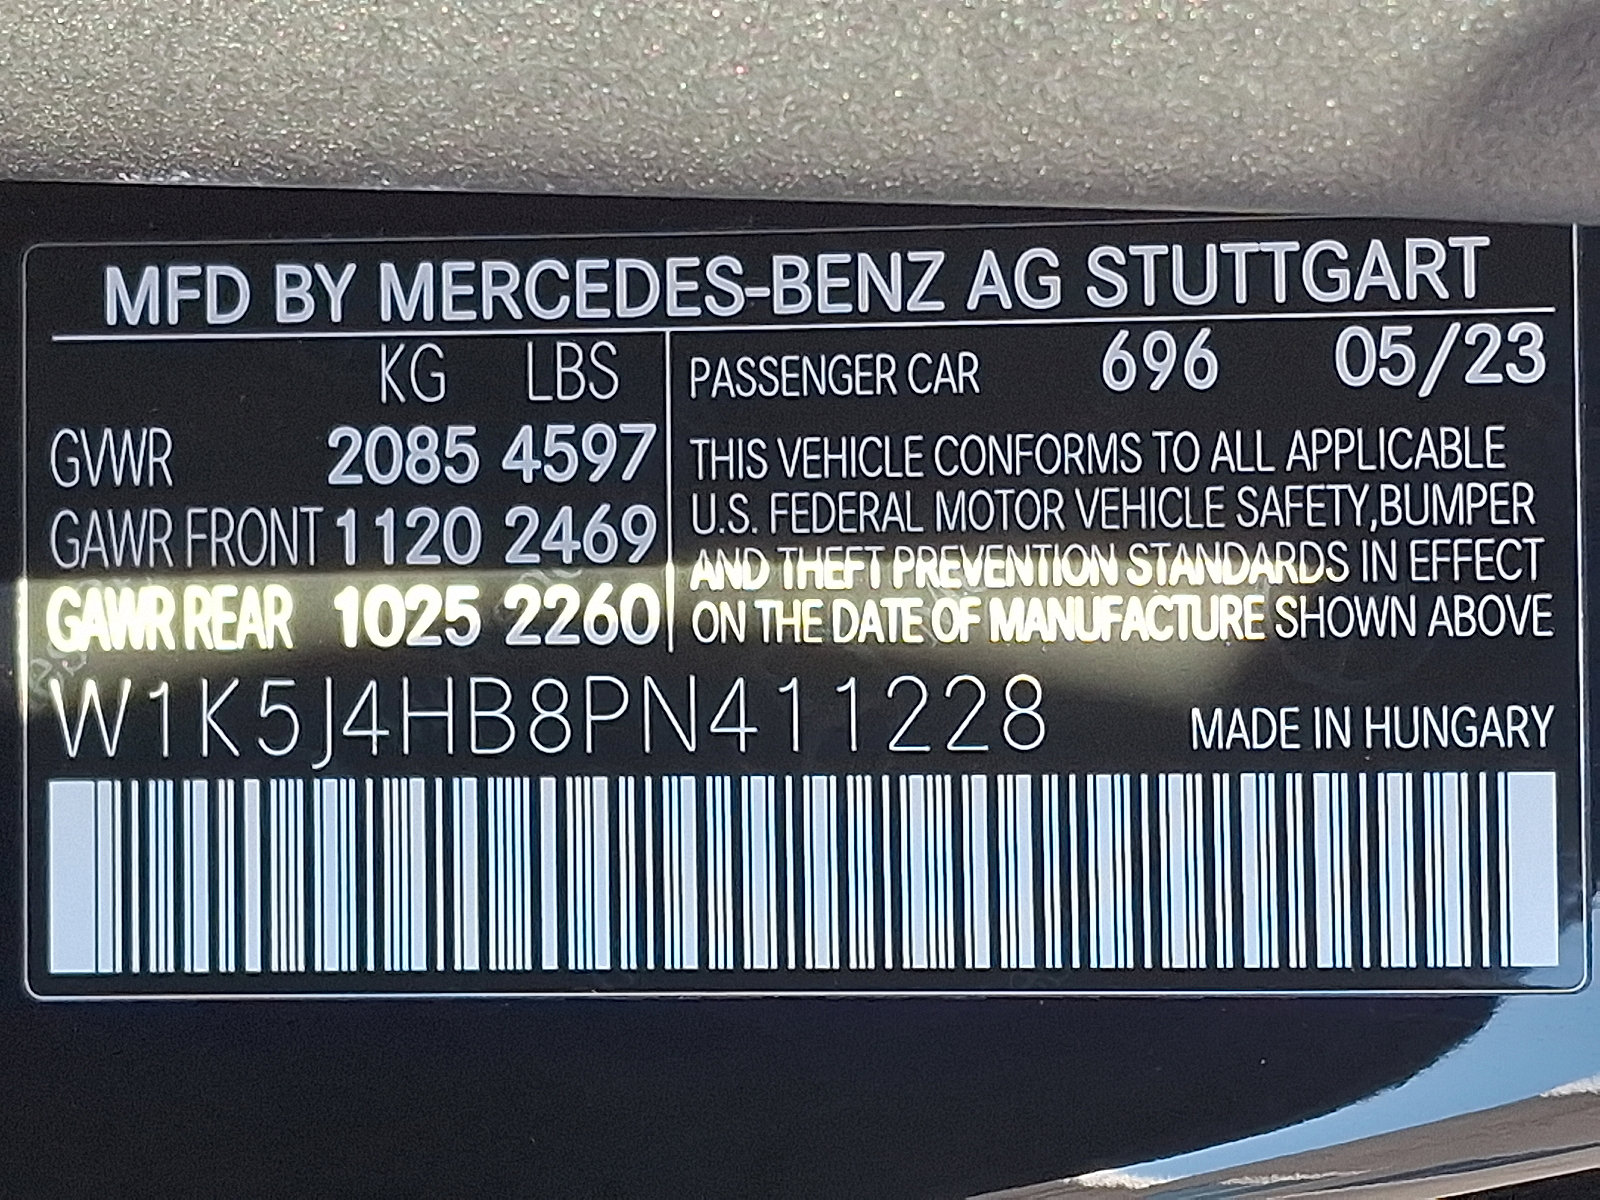 MFD BY MERCEDES-BENZ AG STUTTGART
KG LBS
GVWR 2085 4597
GAWR FRONT 1120 2469
GAWR REAR 1025 2260
PASSENGER CAR 696 05/23
THIS VEHICLE CONFORMS TO ALL APPLICABLE
U.S. FEDERAL MOTOR VEHICLE SAFETY,BUMPER
AND THEFT PREVENTION STANDARDS IN EFFECT
ON THE DATE OF MANUFACTURE SHOWN ABOVE
W1K5J4HB8PN411228
MADE IN HUNGARY